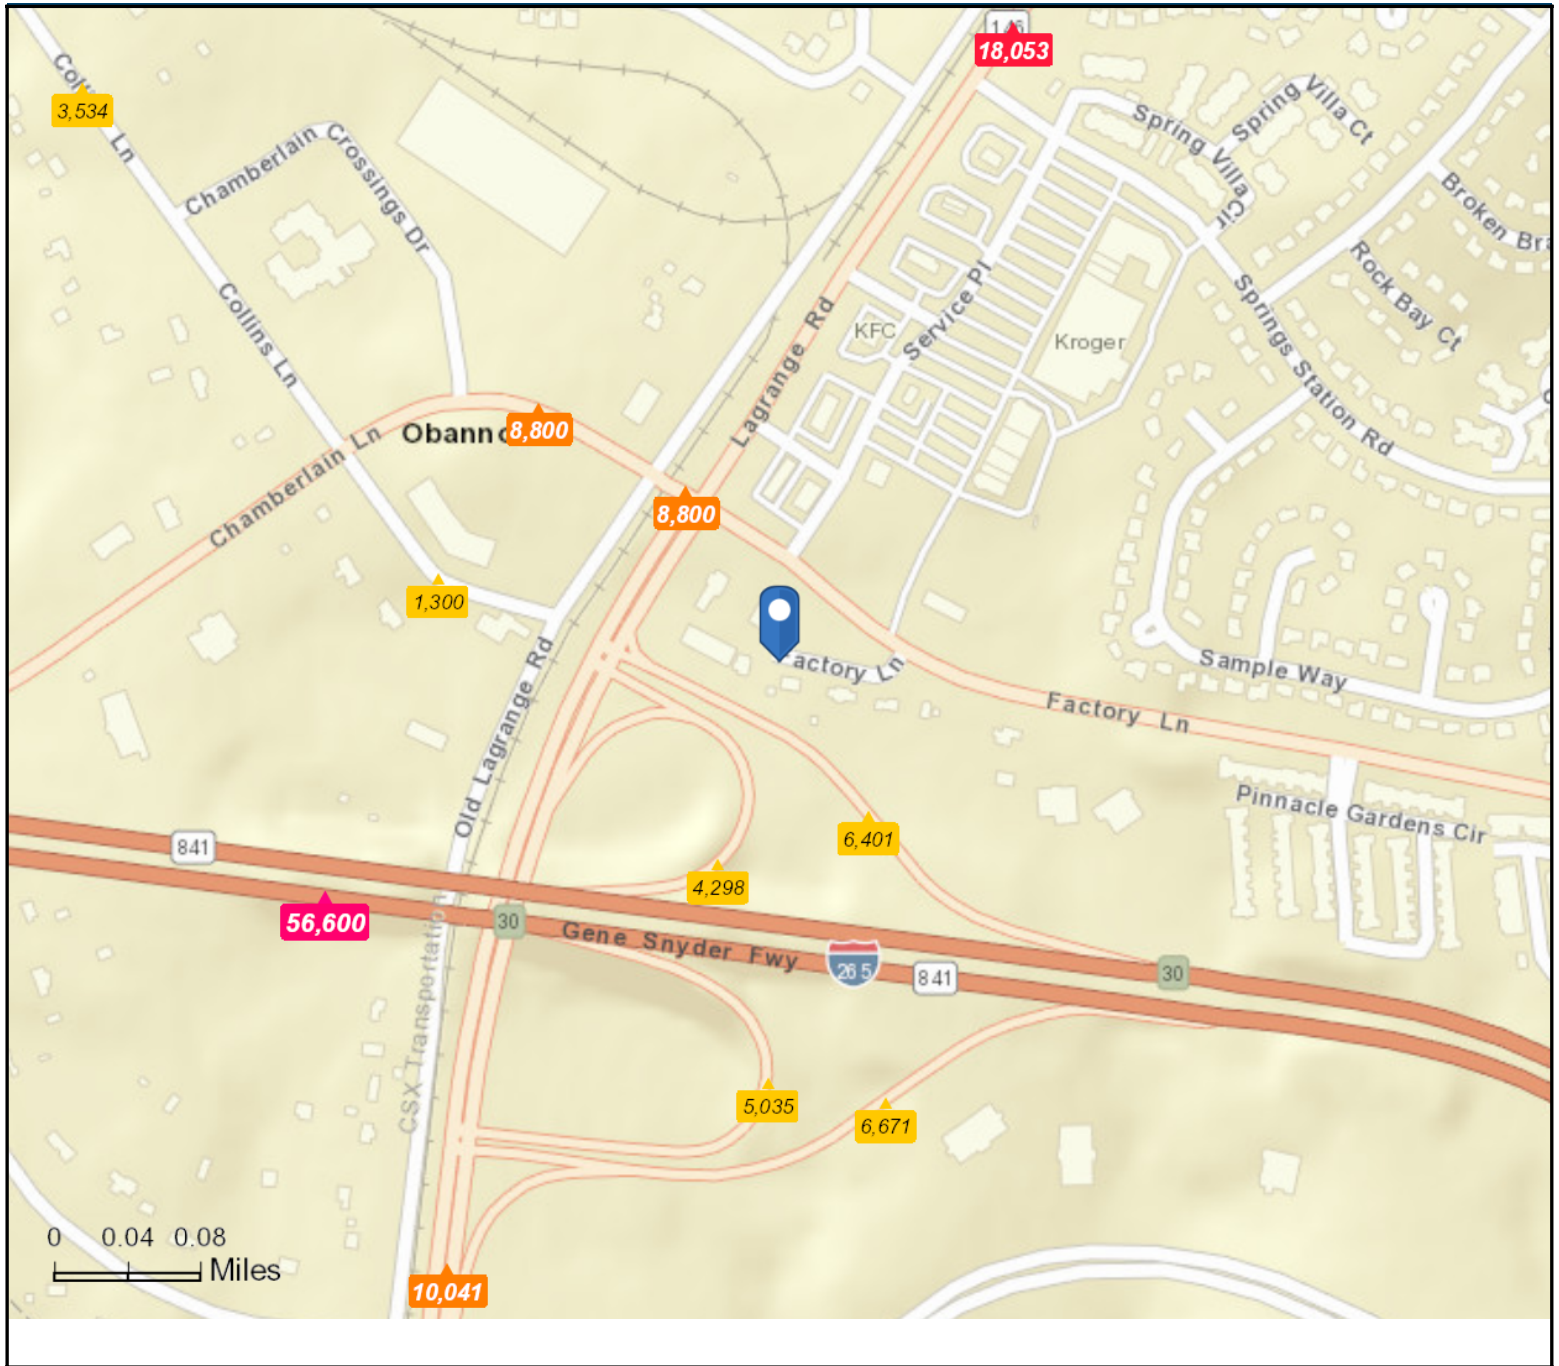 146
18,053
Ln
3,534
Chamberlain Crossings Dr
Spring Villa Cir
Spring Villa Ct
Rock Bay Ct
Collins Ln
Lagrange Rd
Service Pl
KFC
Kroger
Springs Station Rd
Chamberlain Ln
8,800
8,800
1,300
Factory Ln
Sample Way
Factory Ln
Old Lagrange Rd
Pinnacle Gardens Cir
6,401
4,298
841
56,600
30
Gene Snyder Fwy
265
841
30
CSX Transportation
5,035
6,671
0 0.04 0.08
Miles
10,041